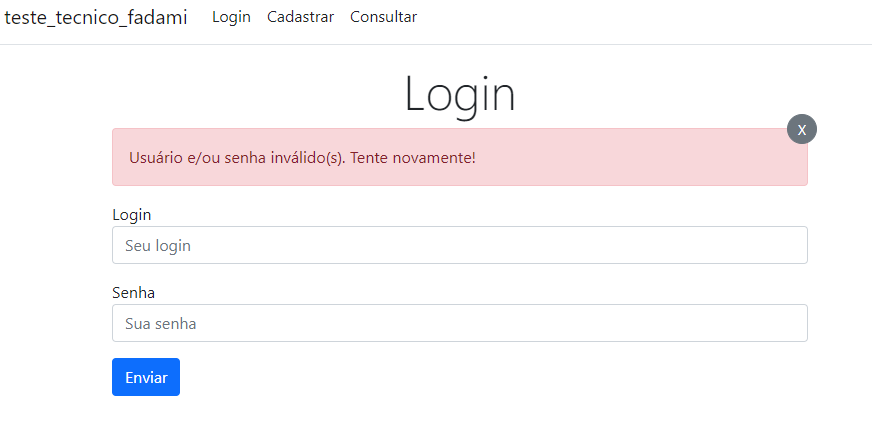 teste_tecnico_fadami Login Cadastrar Consultar
Login
X
Usuário e/ou senha inválido(s). Tente novamente!
Login
Seu login
Senha
Sua senha
Enviar